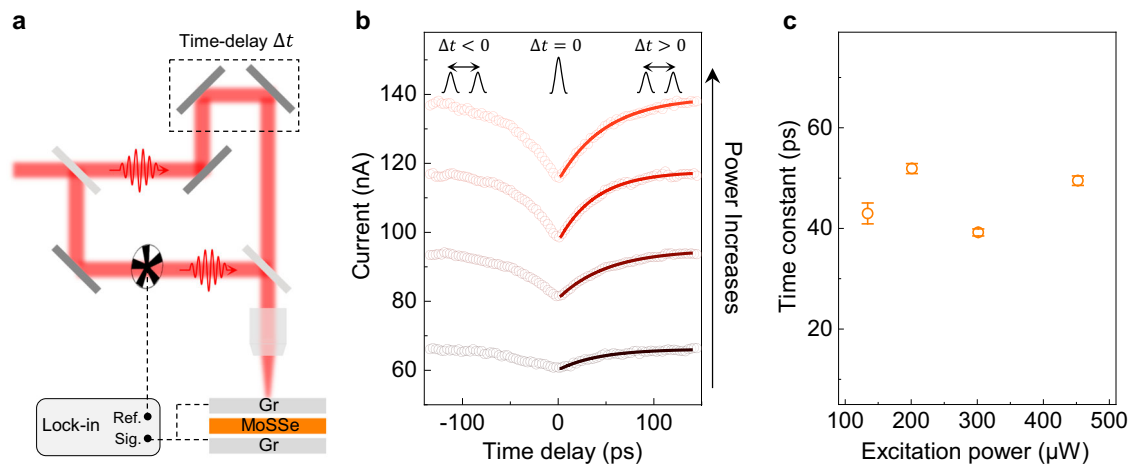 a
Time-delay Δt
Gr
MoSSe
Gr
Lock-in
Ref.
Sig.
b
Δt < 0
Δt = 0
Δt > 0
Current (nA)
140
120
100
80
60
-100
0
100
Time delay (ps)
Power Increases
c
Time constant (ps)
60
40
20
100
200
300
400
500
Excitation power (µW)